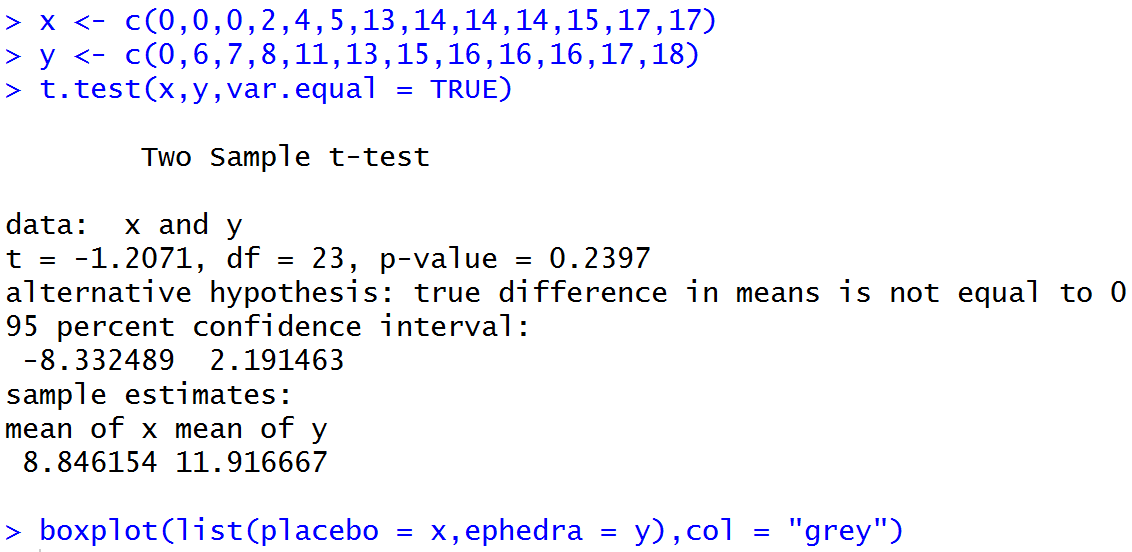 > x <- c(0,0,0,2,4,5,13,14,14,14,15,17,17)
> y <- c(0,6,7,8,11,13,15,16,16,16,17,18)
> t.test(x,y,var.equal = TRUE)
Two Sample t-test
data:  x and y
t = -1.2071, df = 23, p-value = 0.2397
alternative hypothesis: true difference in means is not equal to 0
95 percent confidence interval:
 -8.332489  2.191463
sample estimates:
mean of x mean of y
 8.846154 11.916667
> boxplot(list(placebo = x,ephedra = y),col = "grey")